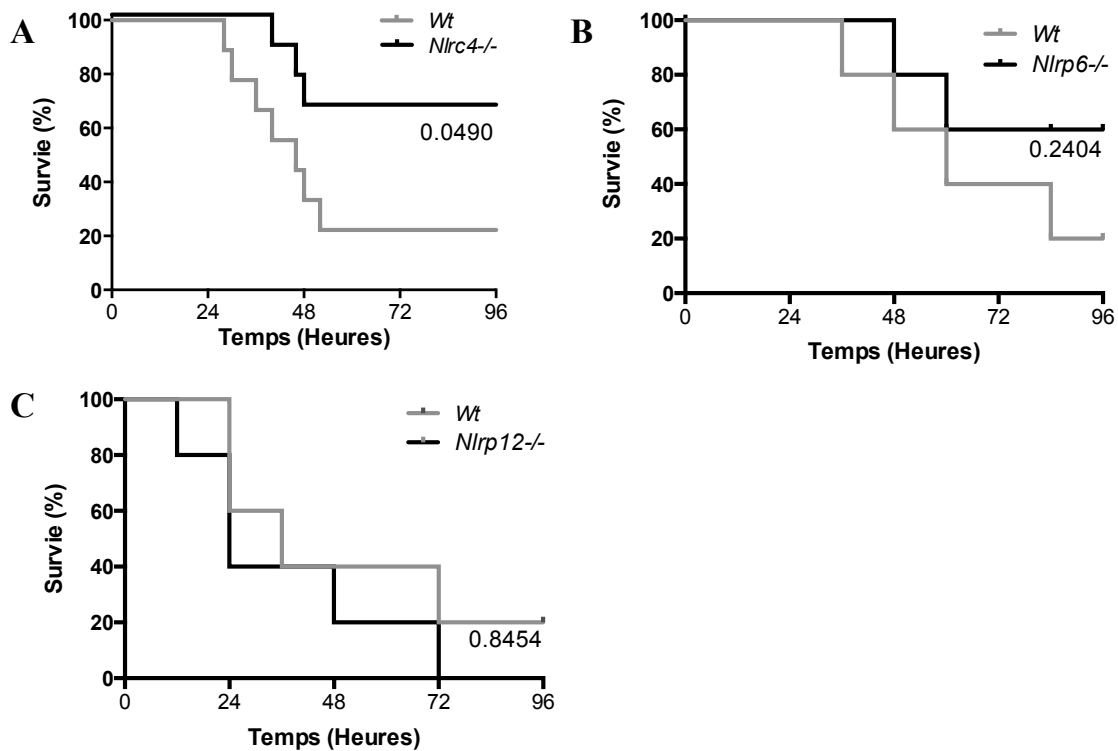 A
Wt
Nlrc4-/-
Survie (%)
100
80
60
40
20
0
0.0490
0 24 48 72 96
Temps (Heures)
B
Wt
Nlrp6-/-
Survie (%)
100
80
60
40
20
0
0.2404
0 24 48 72 96
Temps (Heures)
C
Wt
Nlrp12-/-
Survie (%)
100
80
60
40
20
0
0.8454
0 24 48 72 96
Temps (Heures)